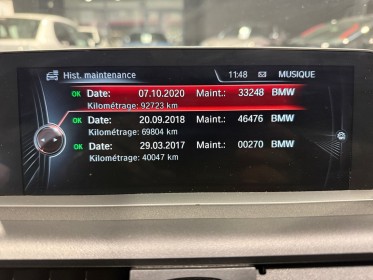 Hist. maintenance 11:48 MUSIQUE
OK Date: 07.10.2020 Maint.: 33248 BMW
Kilométrage: 92723 km
OK Date: 20.09.2018 Maint.: 46476 BMW
Kilométrage: 69804 km
OK Date: 29.03.2017 Maint.: 00270 BMW
Kilométrage: 40047 km